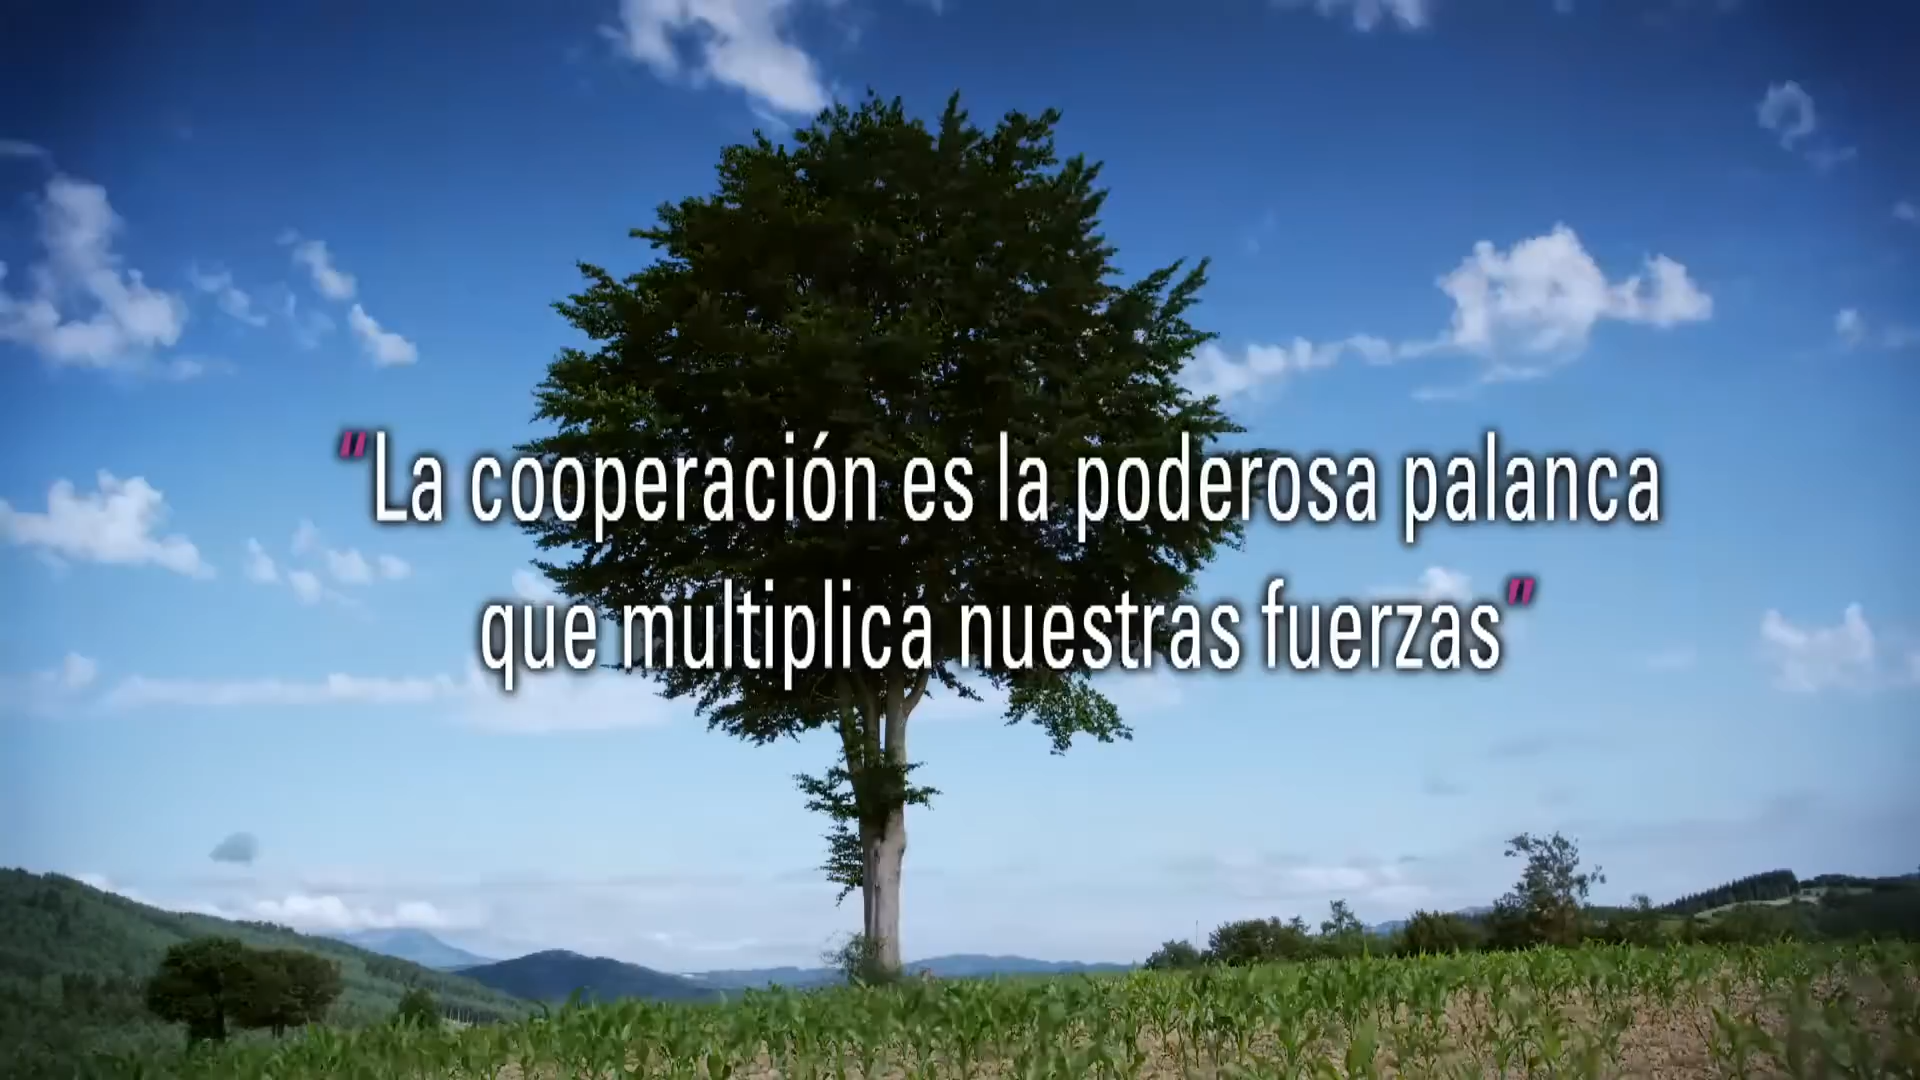 "La cooperación es la poderosa palanca
que multiplica nuestras fuerzas"